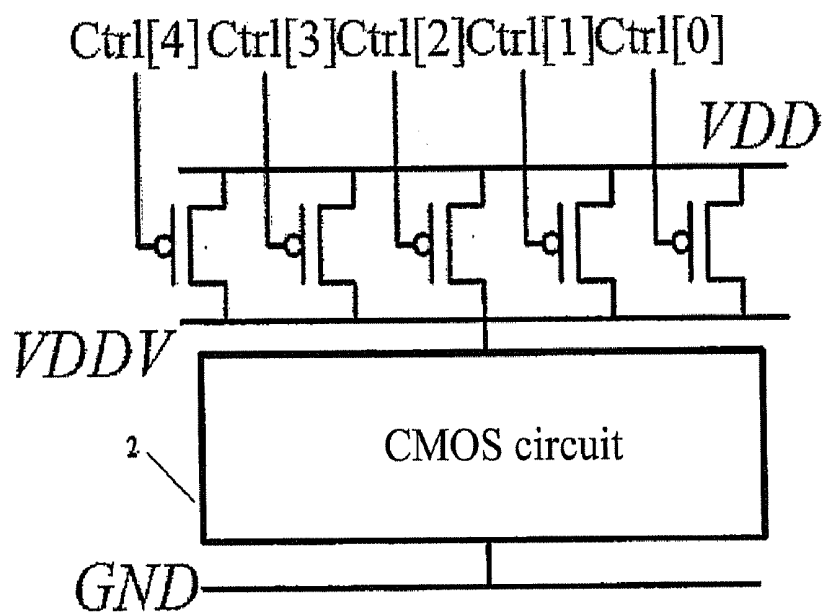 Ctrl[4] Ctrl[3] Ctrl[2] Ctrl[1] Ctrl[0]
VDD
VDDV
2
CMOS circuit
GND